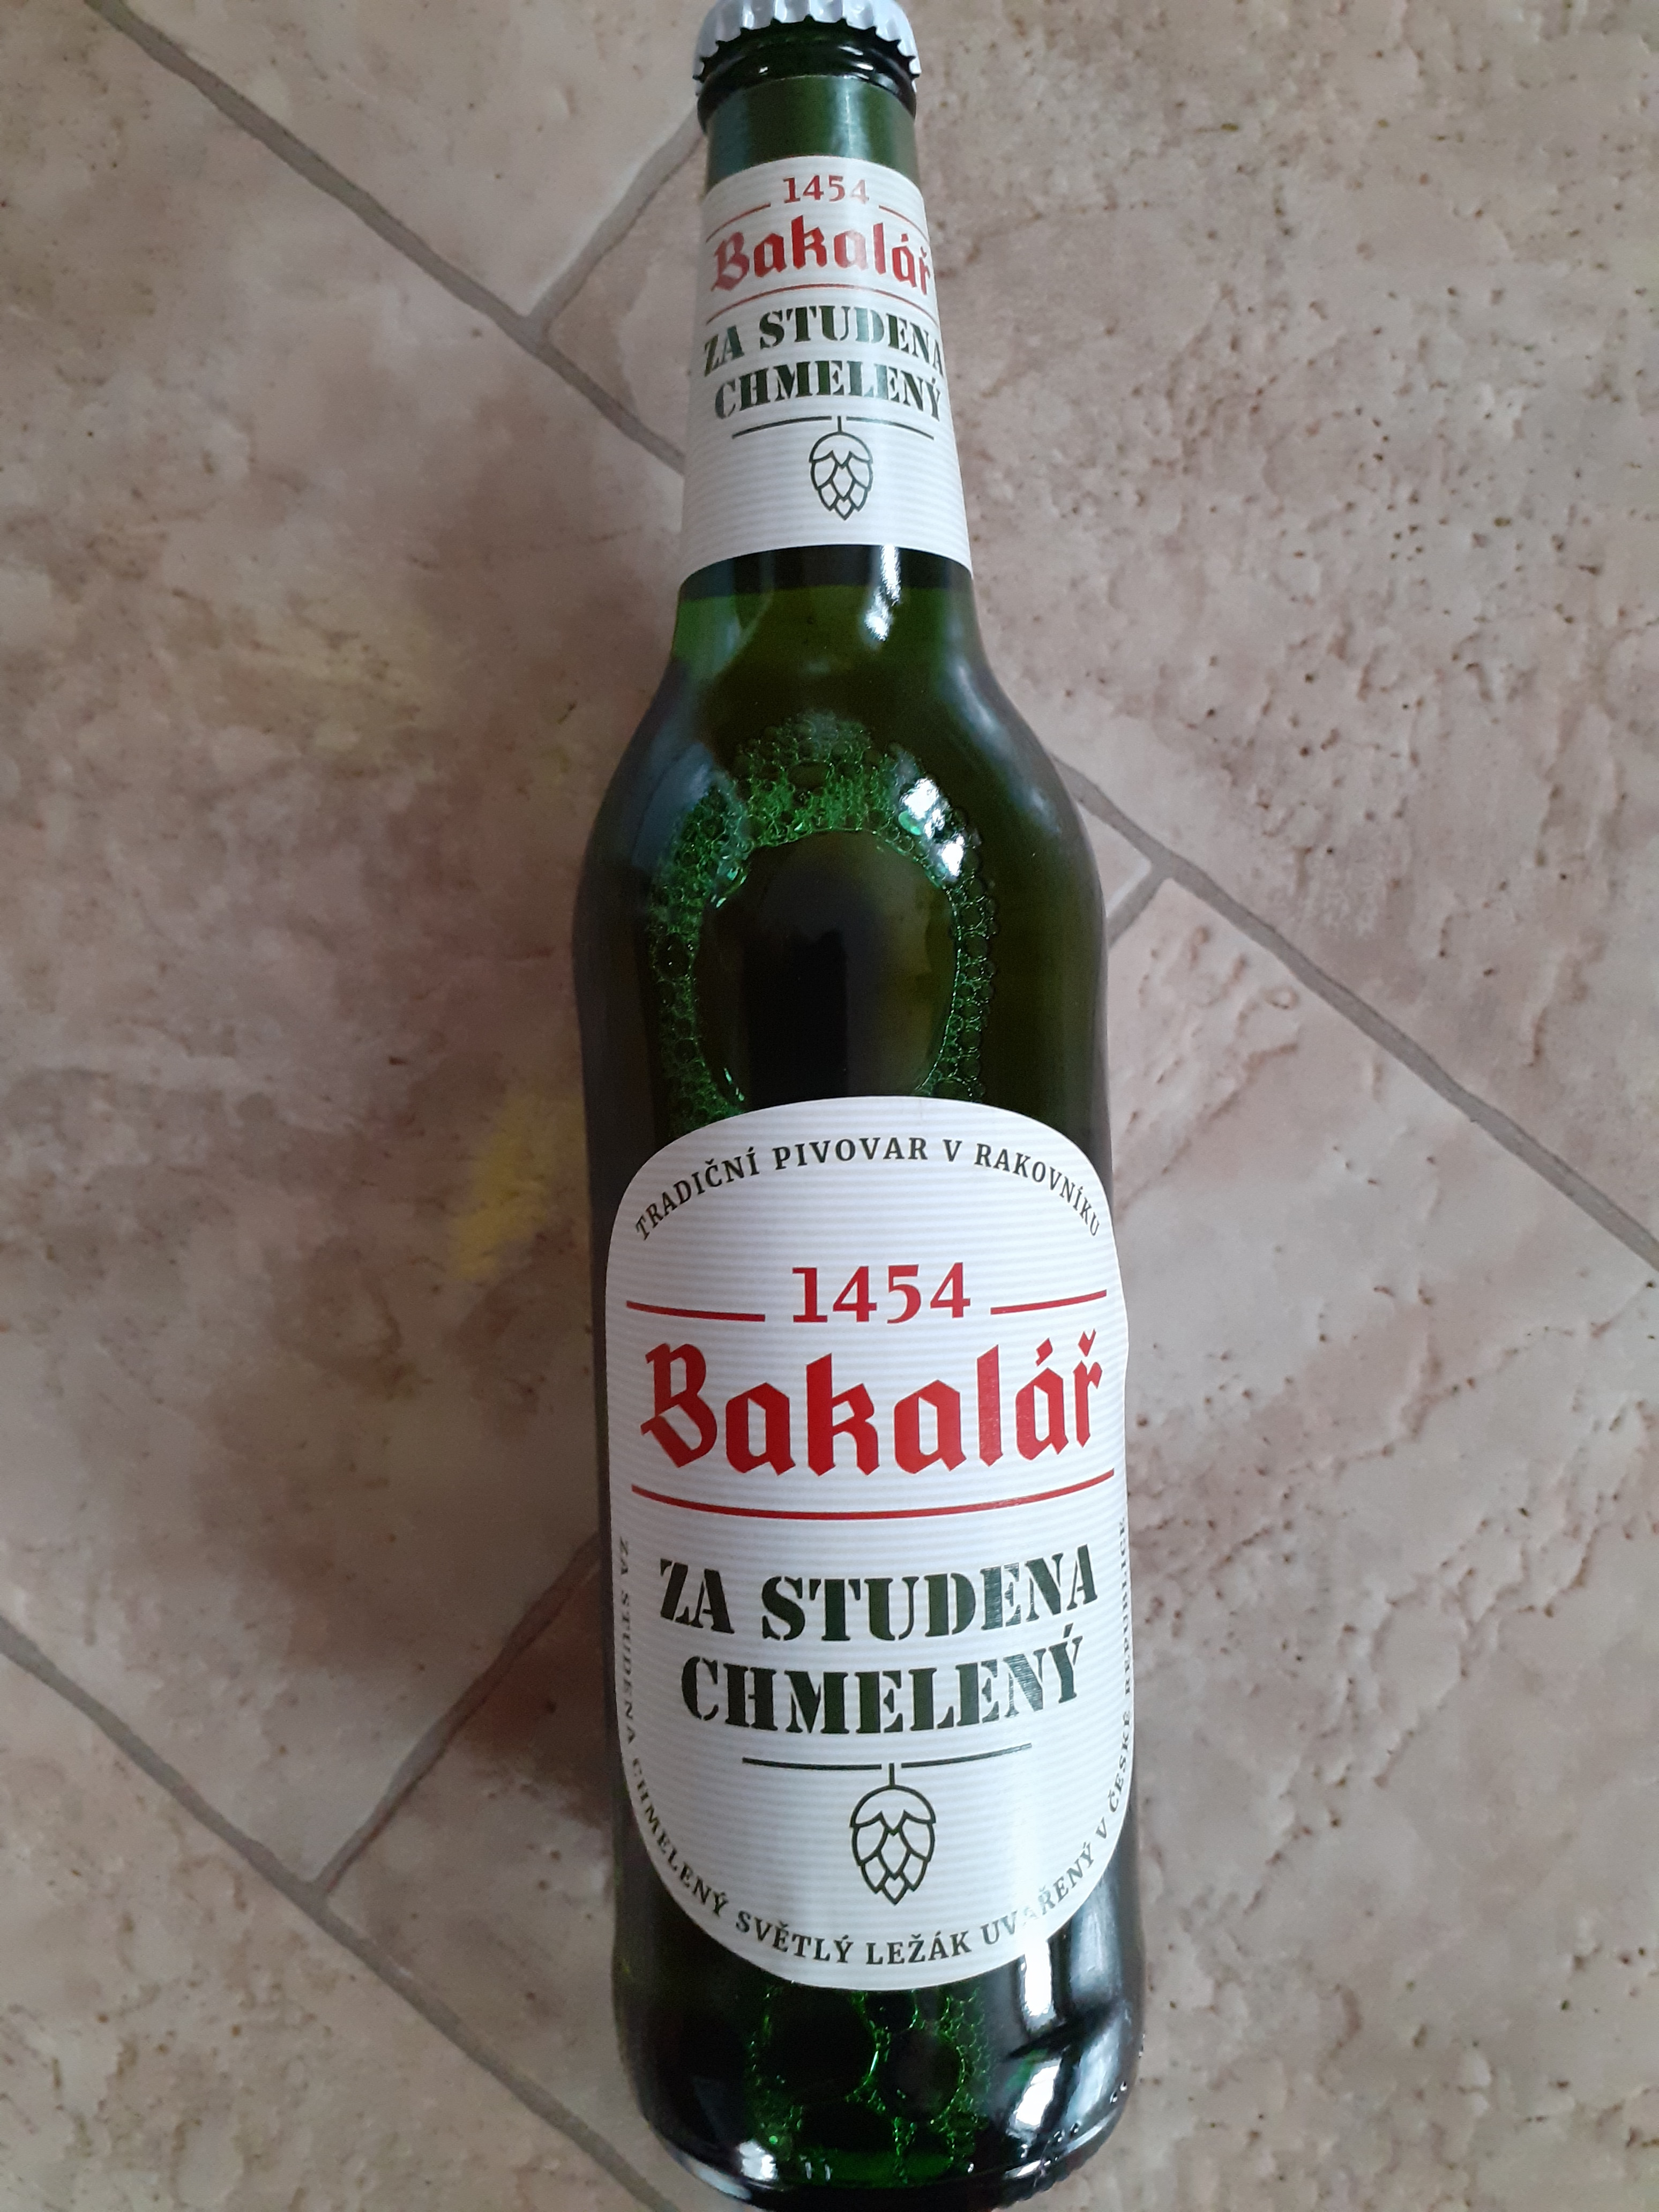 1454
Bakalář
ZA STUDENA
CHMELENÝ
TRADIČNÍ PIVOVAR V RAKOVNÍKU
1454
Bakalář
ZA STUDENA
CHMELENÝ
ZA STUDENA CHMELENÝ SVĚTLÝ LEŽÁK UVAŘENÝ V ČESKÉ REPUBLICE